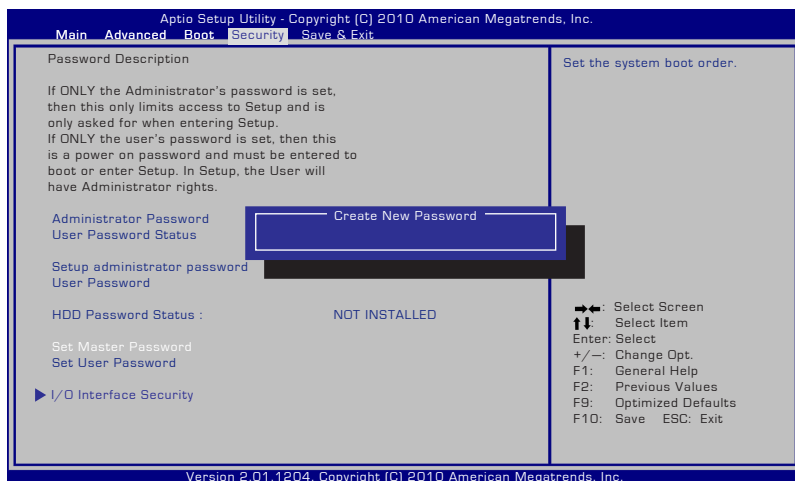 Aptio Setup Utility - Copyright (C) 2010 American Megatrends, Inc.
Main Advanced Boot Security Save & Exit
Password Description
If ONLY the Administrator's password is set,
then this only limits access to Setup and is
only asked for when entering Setup.
If ONLY the user's password is set, then this
is a power on password and must be entered to
boot or enter Setup. In Setup, the User will
have Administrator rights.
Administrator Password
User Password Status
Create New Password
Setup administrator password
User Password
HDD Password Status : NOT INSTALLED
Set Master Password
Set User Password
I/O Interface Security
Set the system boot order.
→←: Select Screen
↑↓: Select Item
Enter: Select
+/—: Change Opt.
F1: General Help
F2: Previous Values
F9: Optimized Defaults
F10: Save ESC: Exit
Version 2.01.1204. Copyright (C) 2010 American Megatrends, Inc.